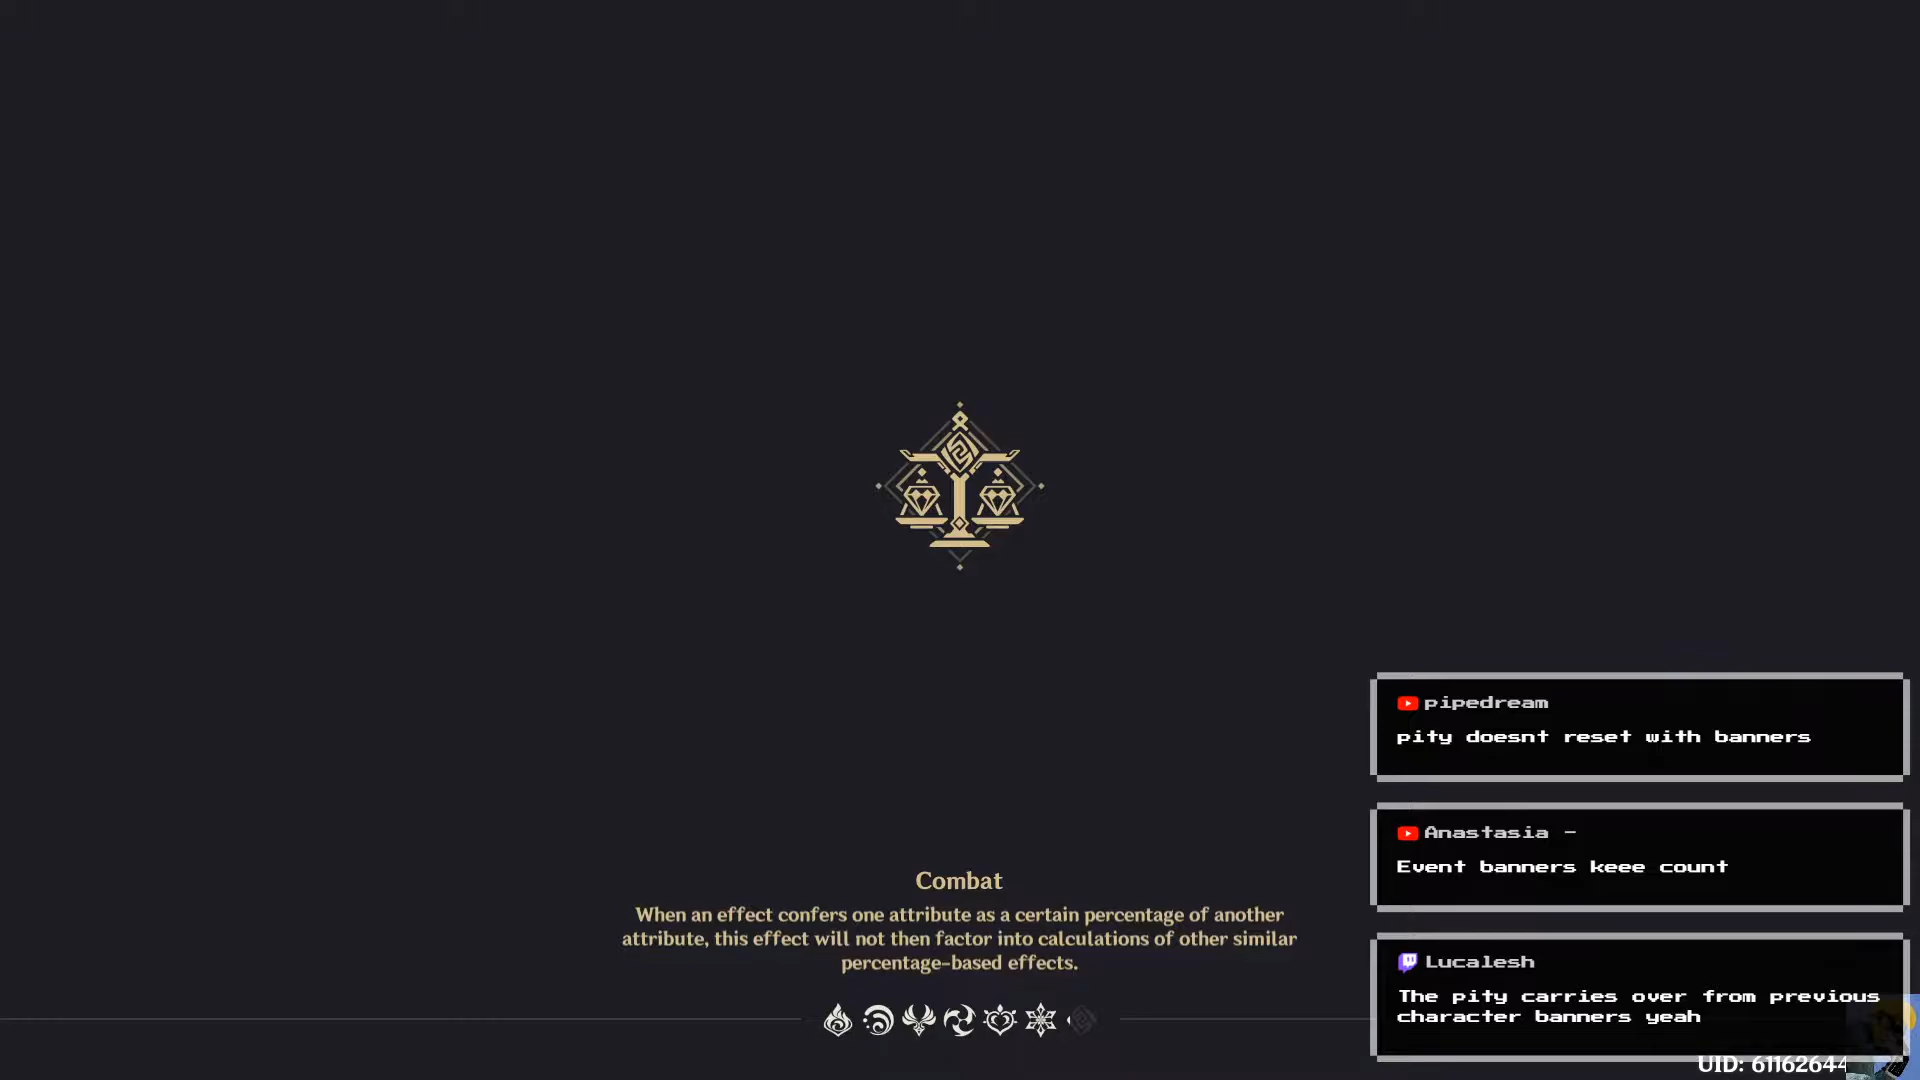 pipedream
pity doesnt reset with banners
Anastasia -
Event banners keee count
Combat
When an effect confers one attribute as a certain percentage of another
attribute, this effect will not then factor into calculations of other similar
percentage-based effects.
Lucalesh
The pity carries over from previous
character banners yeah
UID: 61162644